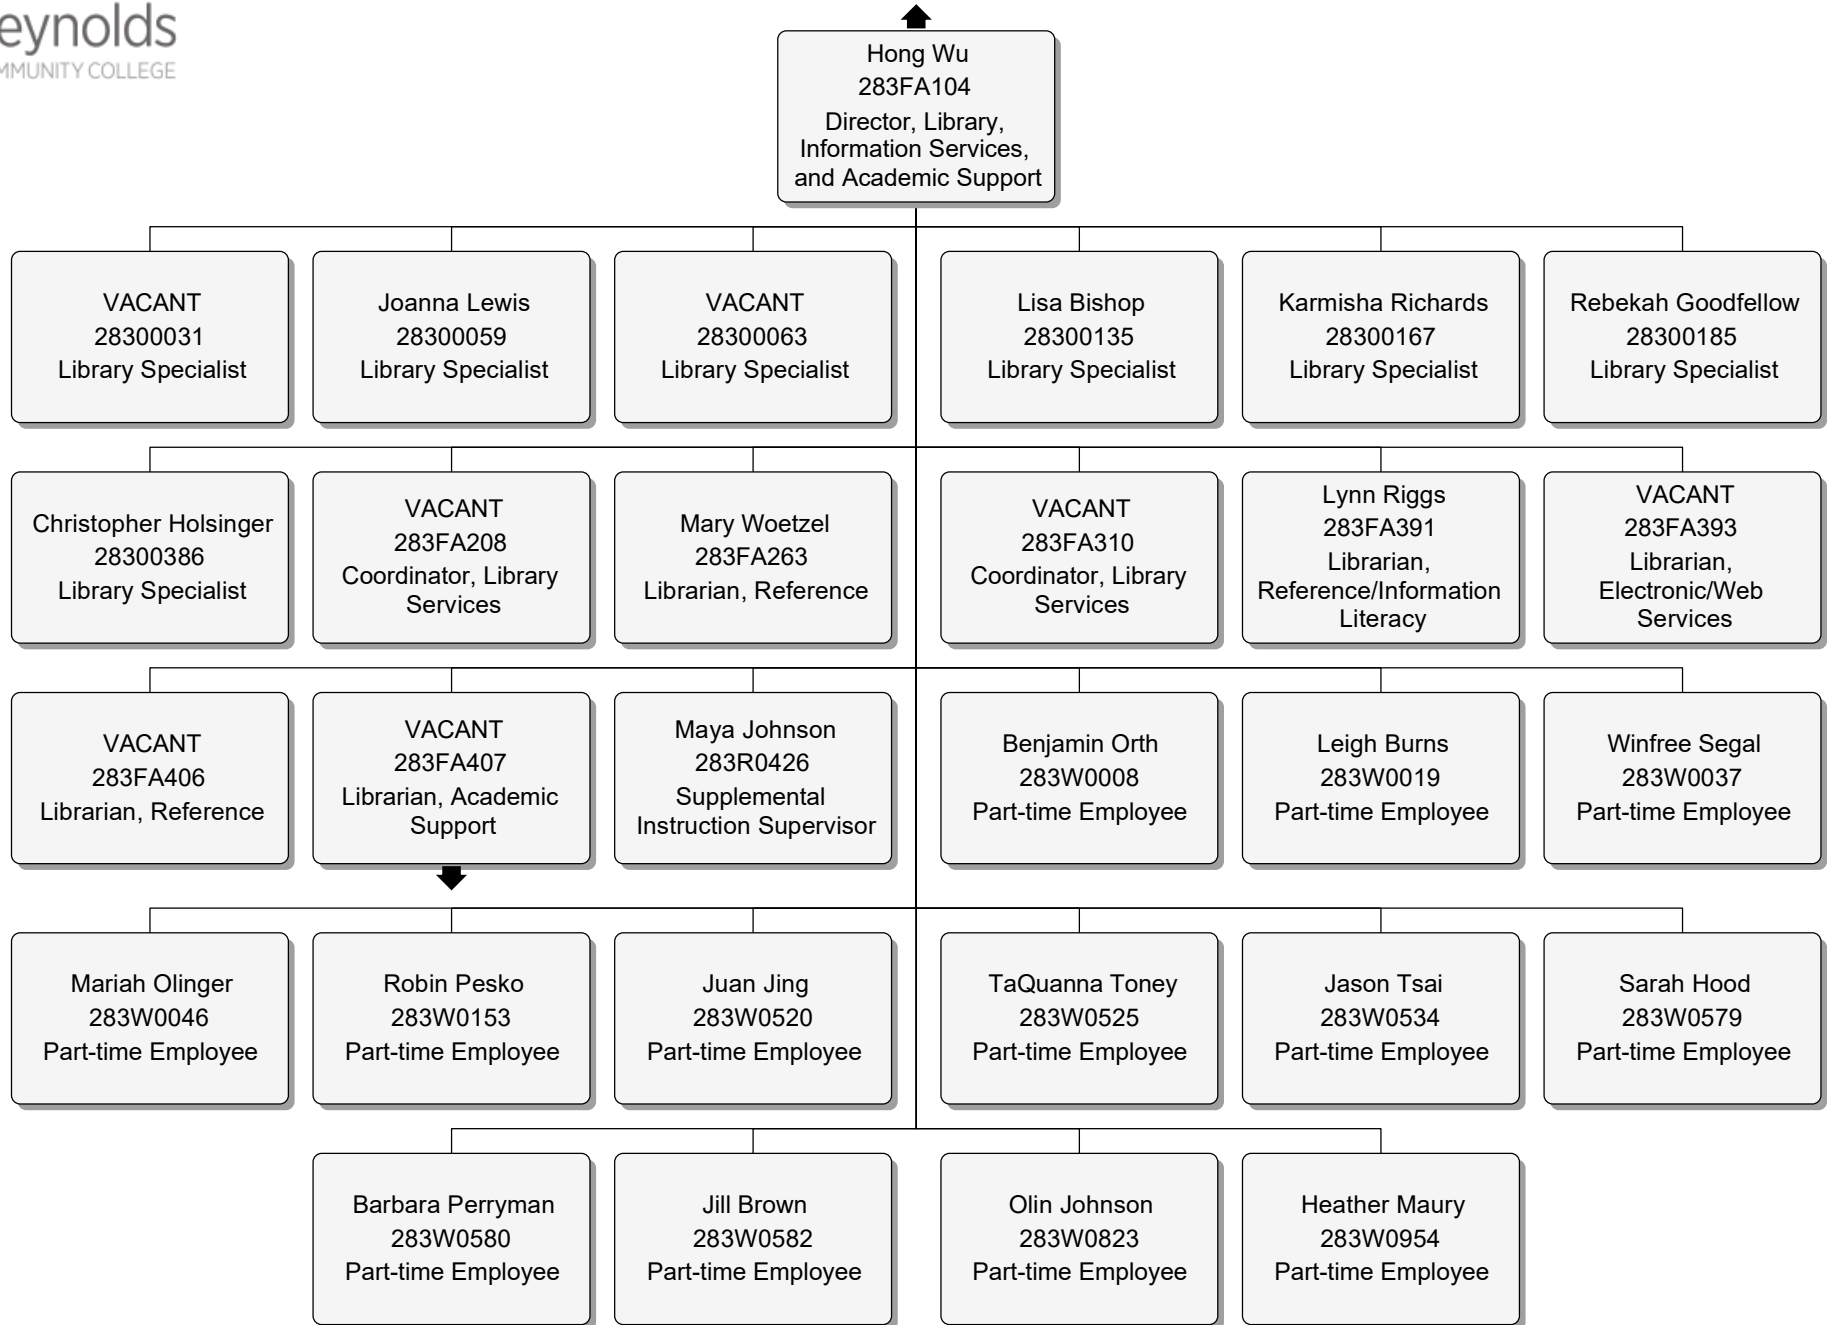 eynolds
MMUNITY COLLEGE
Hong Wu
283FA104
Director, Library,
Information Services,
and Academic Support
VACANT
28300031
Library Specialist
Joanna Lewis
28300059
Library Specialist
VACANT
28300063
Library Specialist
Lisa Bishop
28300135
Library Specialist
Karmisha Richards
28300167
Library Specialist
Rebekah Goodfellow
28300185
Library Specialist
Christopher Holsinger
28300386
Library Specialist
VACANT
283FA208
Coordinator, Library
Services
Mary Woetzel
283FA263
Librarian, Reference
VACANT
283FA310
Coordinator, Library
Services
Lynn Riggs
283FA391
Librarian,
Reference/Information
Literacy
VACANT
283FA393
Librarian,
Electronic/Web
Services
VACANT
283FA406
Librarian, Reference
VACANT
283FA407
Librarian, Academic
Support
Maya Johnson
283R0426
Supplemental
Instruction Supervisor
Benjamin Orth
283W0008
Part-time Employee
Leigh Burns
283W0019
Part-time Employee
Winfree Segal
283W0037
Part-time Employee
Mariah Olinger
283W0046
Part-time Employee
Robin Pesko
283W0153
Part-time Employee
Juan Jing
283W0520
Part-time Employee
TaQuanna Toney
283W0525
Part-time Employee
Jason Tsai
283W0534
Part-time Employee
Sarah Hood
283W0579
Part-time Employee
Barbara Perryman
283W0580
Part-time Employee
Jill Brown
283W0582
Part-time Employee
Olin Johnson
283W0823
Part-time Employee
Heather Maury
283W0954
Part-time Employee